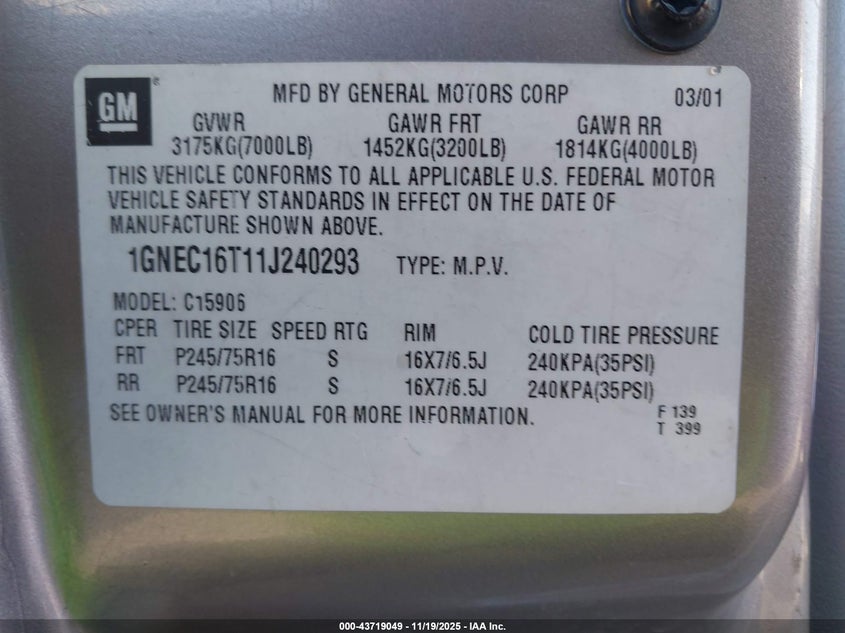 GM ®
MFD BY GENERAL MOTORS CORP 03/01
GVWR GAWR FRT GAWR RR
3175KG(7000LB) 1452KG(3200LB) 1814KG(4000LB)
THIS VEHICLE CONFORMS TO ALL APPLICABLE U.S. FEDERAL MOTOR
VEHICLE SAFETY STANDARDS IN EFFECT ON THE DATE OF
MANUFACTURE SHOWN ABOVE.
1GNEC16T11J240293 TYPE: M.P.V.
MODEL: C15906
CPER TIRE SIZE SPEED RTG RIM COLD TIRE PRESSURE
FRT P245/75R16 S 16X7/6.5J 240KPA(35PSI)
RR P245/75R16 S 16X7/6.5J 240KPA(35PSI)
SEE OWNER'S MANUAL FOR MORE INFORMATION. F 139
T 399
000-43719049 - 11/19/2025 - IAA Inc.